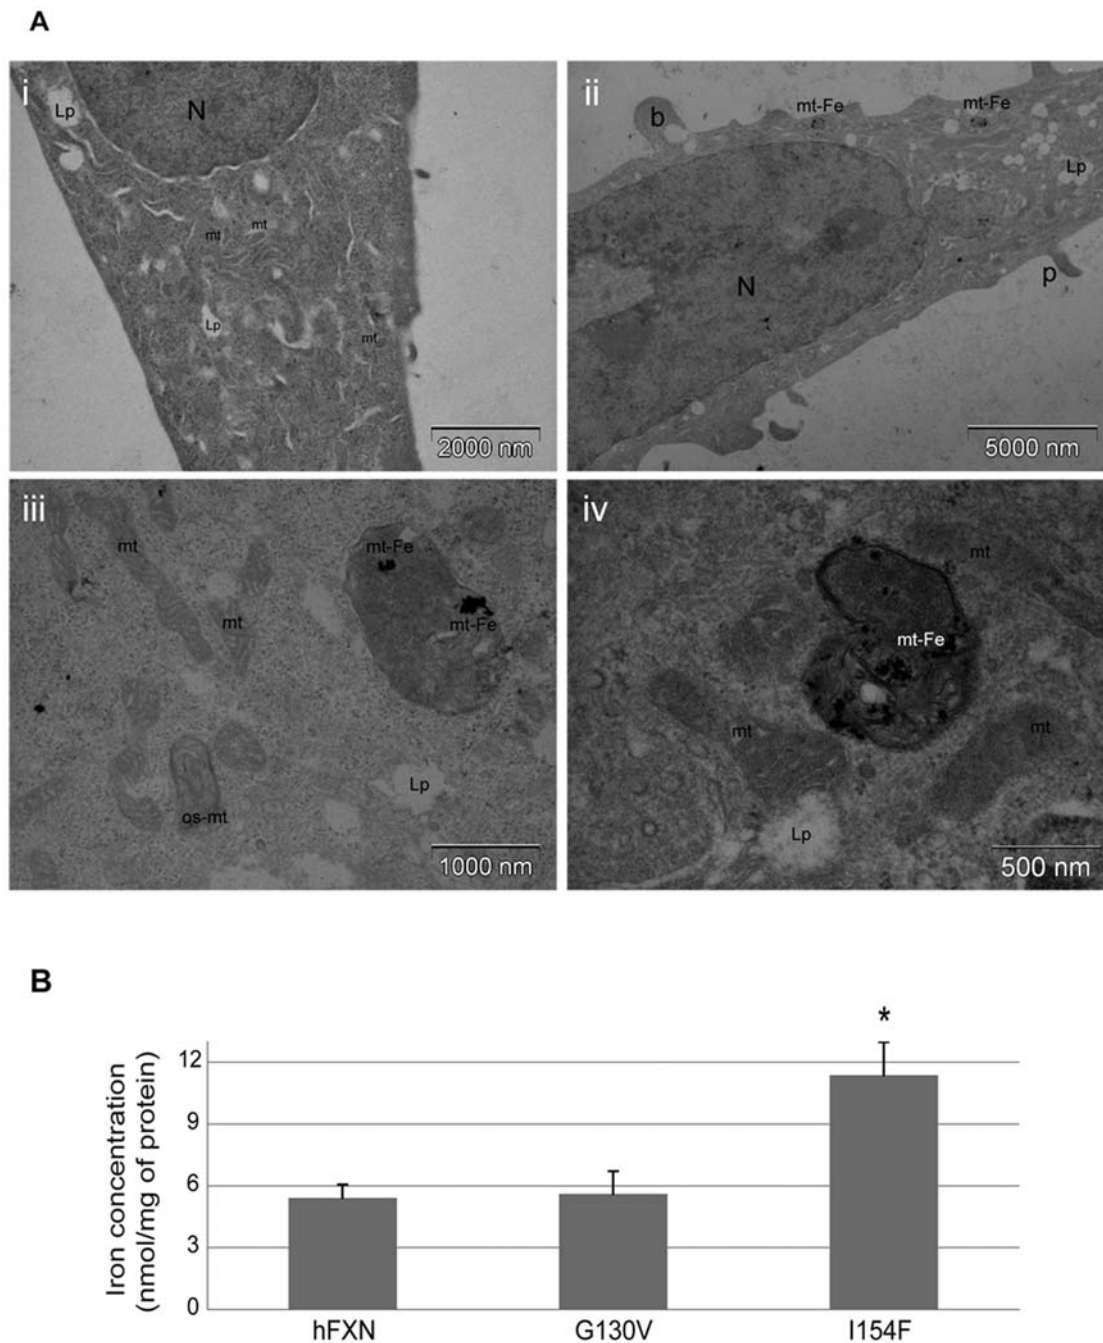 A
i
N
Lp
mt
mt
Lp
mt
2000 nm
ii
b
mt-Fe
mt-Fe
Lp
N
p
5000 nm
iii
mt
mt-Fe
mt-Fe
mt
Lp
os-mt
1000 nm
iv
mt
mt-Fe
mt
mt
Lp
500 nm
B
Iron concentration
(nmol/mg of protein)
*
12
9
6
3
0
hFXN
G130V
I154F